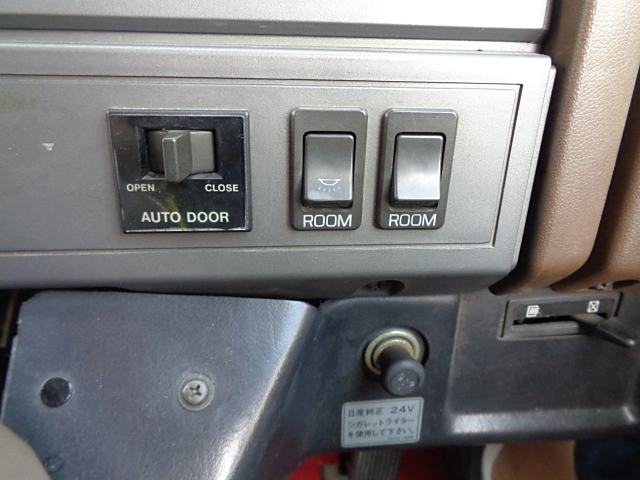 OPEN CLOSE
AUTO DOOR
ROOM
ROOM
日産純正 24V
シガレットライター
を使用して下さい。